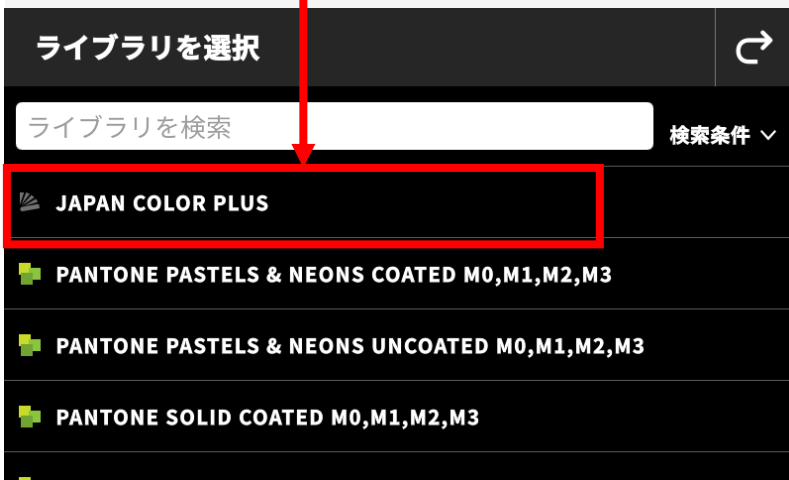 ライブラリを選択
ライブラリを検索
検索条件
JAPAN COLOR PLUS
PANTONE PASTELS & NEONS COATED M0,M1,M2,M3
PANTONE PASTELS & NEONS UNCOATED M0,M1,M2,M3
PANTONE SOLID COATED M0,M1,M2,M3